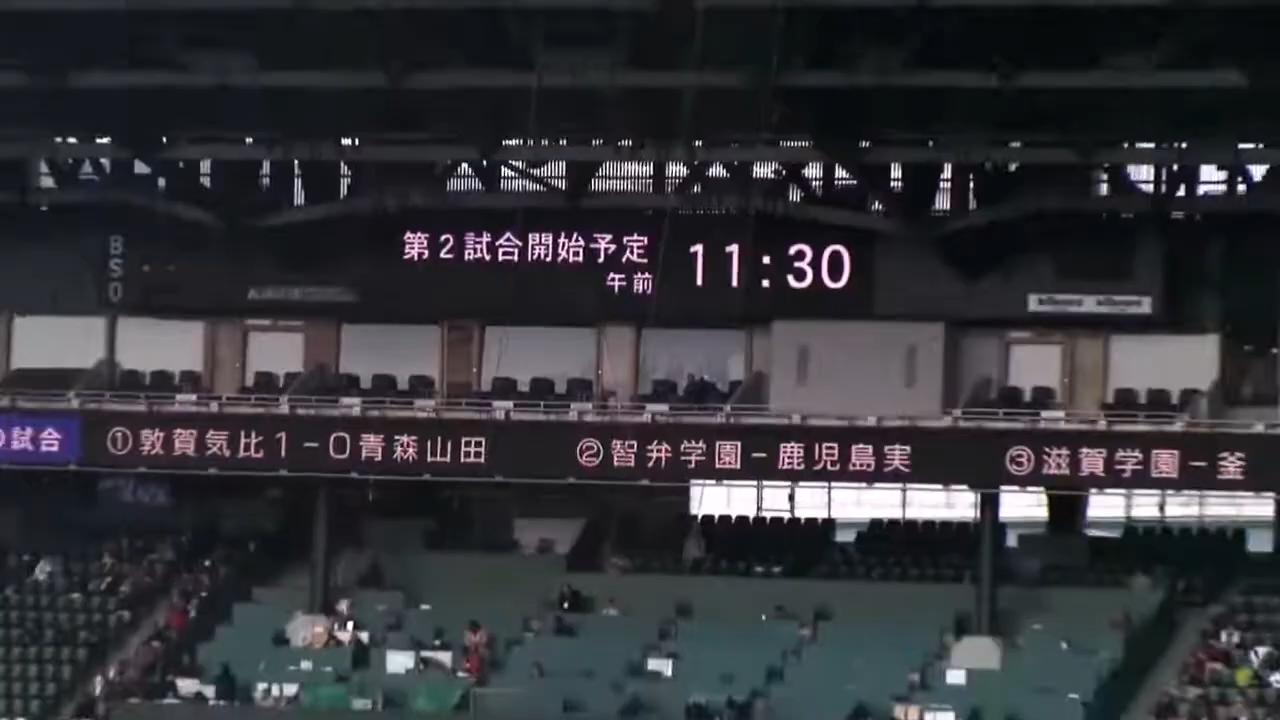 第2試合開始予定
午前 11:30
B
S
O
試合 ①敦賀気比1-0青森山田 ②智弁学園-鹿児島実 ③滋賀学園-釜